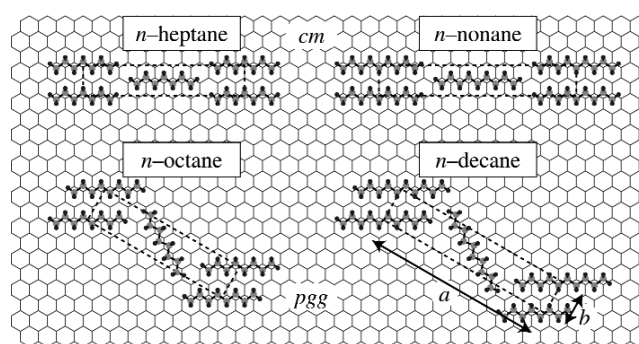 n–heptane
cm
n–nonane
n–octane
n–decane
pgg
a
b